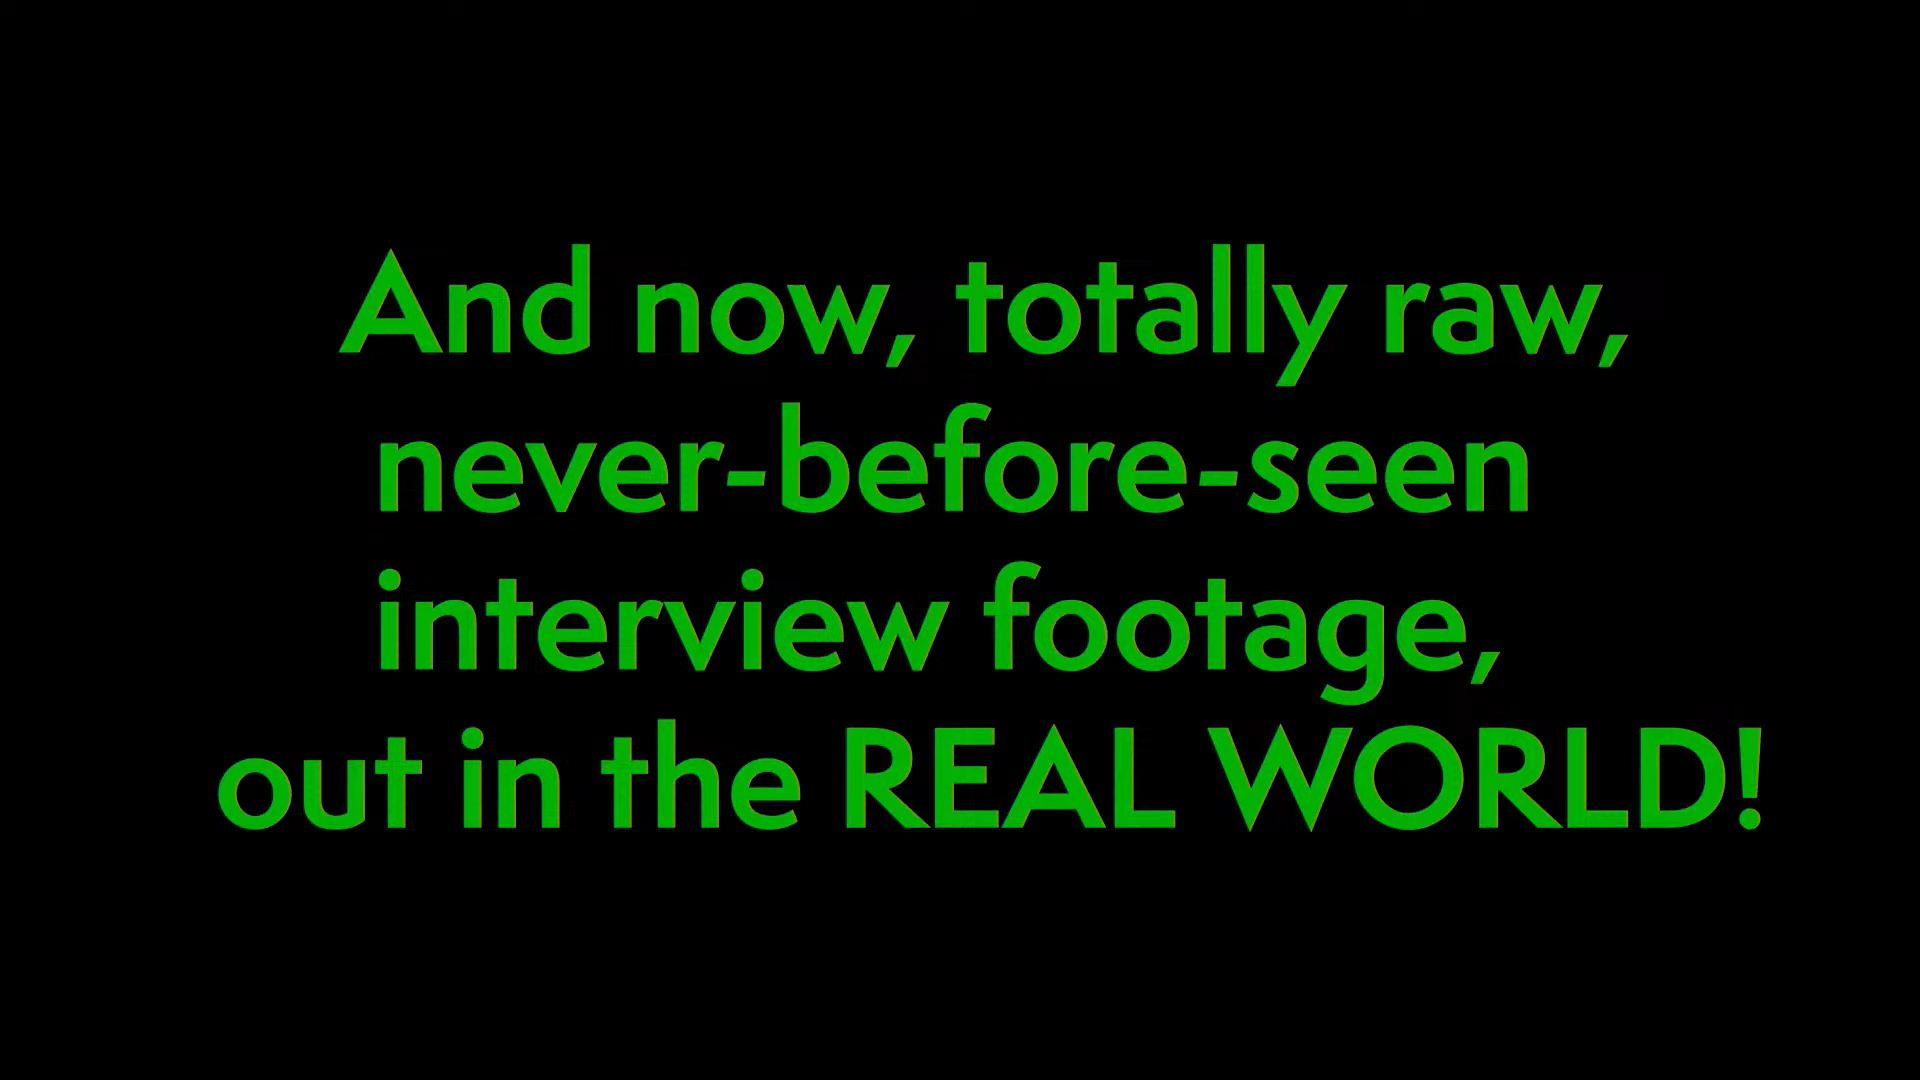 And now, totally raw,
never-before-seen
interview footage,
out in the REAL WORLD!